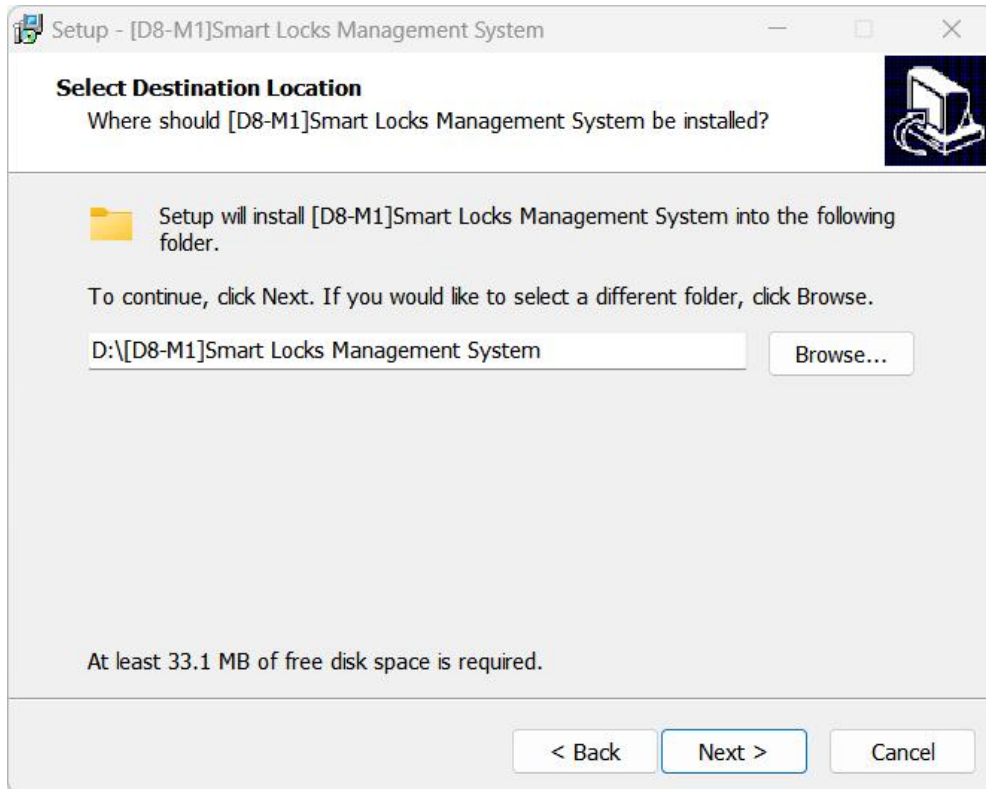 Setup - [D8-M1]Smart Locks Management System
Select Destination Location
Where should [D8-M1]Smart Locks Management System be installed?
Setup will install [D8-M1]Smart Locks Management System into the following
folder.
To continue, click Next. If you would like to select a different folder, click Browse.
D:\[D8-M1]Smart Locks Management System
Browse...
At least 33.1 MB of free disk space is required.
< Back
Next >
Cancel